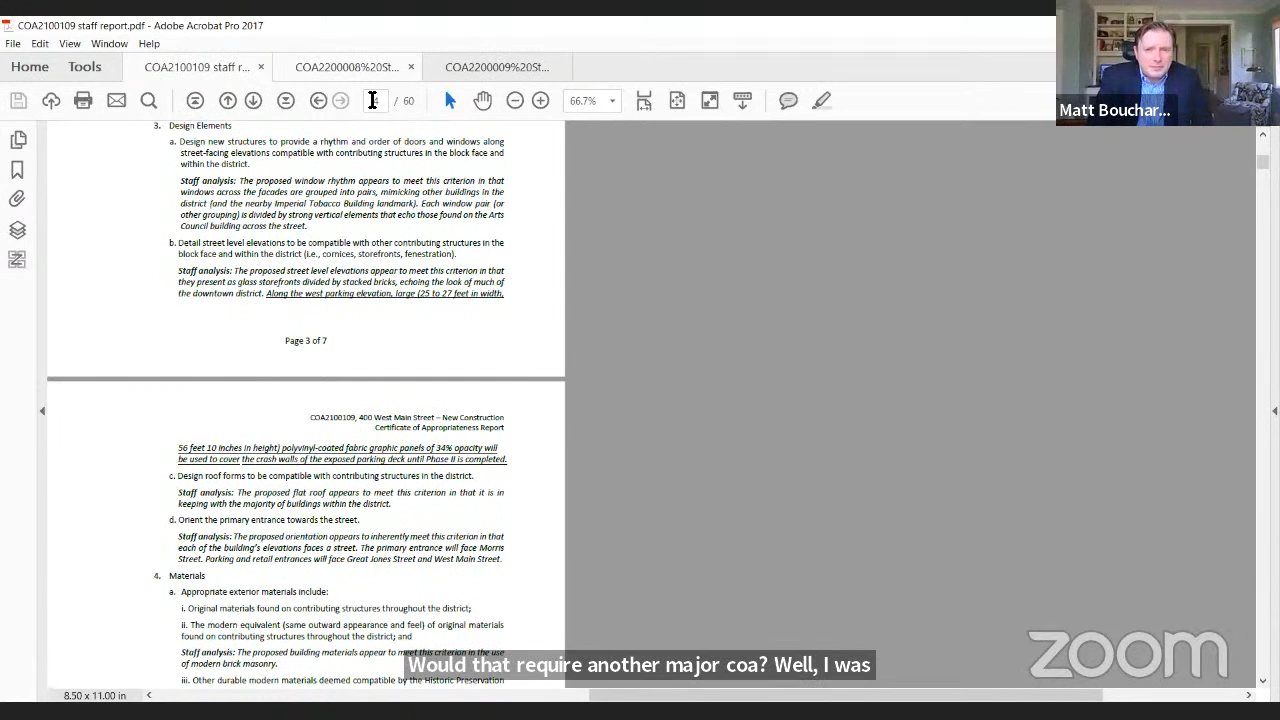 COA2100109 staff report.pdf - Adobe Acrobat Pro 2017
File Edit View Window Help
Home Tools COA2100109 staff r... × COA2200008%20St... × COA2200009%20St...
/ 60 66.7%
Matt Bouchar...
3. Design Elements
a. Design new structures to provide a rhythm and order of doors and windows along
street-facing elevations compatible with contributing structures in the block face and
within the district.
Staff analysis: The proposed window rhythm appears to meet this criterion in that
windows across the facades are grouped into pairs, mimicking other buildings in the
district (and the nearby Imperial Tobacco Building landmark). Each window pair (or
other grouping) is divided by strong vertical elements that echo those found on the Arts
Council building across the street.
b. Detail street level elevations to be compatible with other contributing structures in the
block face and within the district (i.e., cornices, storefronts, fenestration).
Staff analysis: The proposed street level elevations appear to meet this criterion in that
they present as glass storefronts divided by stacked bricks, echoing the look of much of
the downtown district. Along the west parking elevation, large (25 to 27 feet in width,
Page 3 of 7
COA2100109, 400 West Main Street – New Construction
Certificate of Appropriateness Report
56 feet 10 inches in height) polyvinyl-coated fabric graphic panels of 34% opacity will
be used to cover the crash walls of the exposed parking deck until Phase II is completed.
c. Design roof forms to be compatible with contributing structures in the district.
Staff analysis: The proposed flat roof appears to meet this criterion in that it is in
keeping with the majority of buildings within the district.
d. Orient the primary entrance towards the street.
Staff analysis: The proposed orientation appears to inherently meet this criterion in that
each of the building's elevations faces a street. The primary entrance will face Morris
Street. Parking and retail entrances will face Great Jones Street and West Main Street.
4. Materials
a. Appropriate exterior materials include:
i. Original materials found on contributing structures throughout the district;
ii. The modern equivalent (same outward appearance and feel) of original materials
found on contributing structures throughout the district; and
Staff analysis: The proposed building materials appear to meet this criterion in the use
of modern brick masonry.
iii. Other durable modern materials deemed compatible by the Historic Preservation
Would that require another major coa? Well, I was
zoom
8.50 x 11.00 in